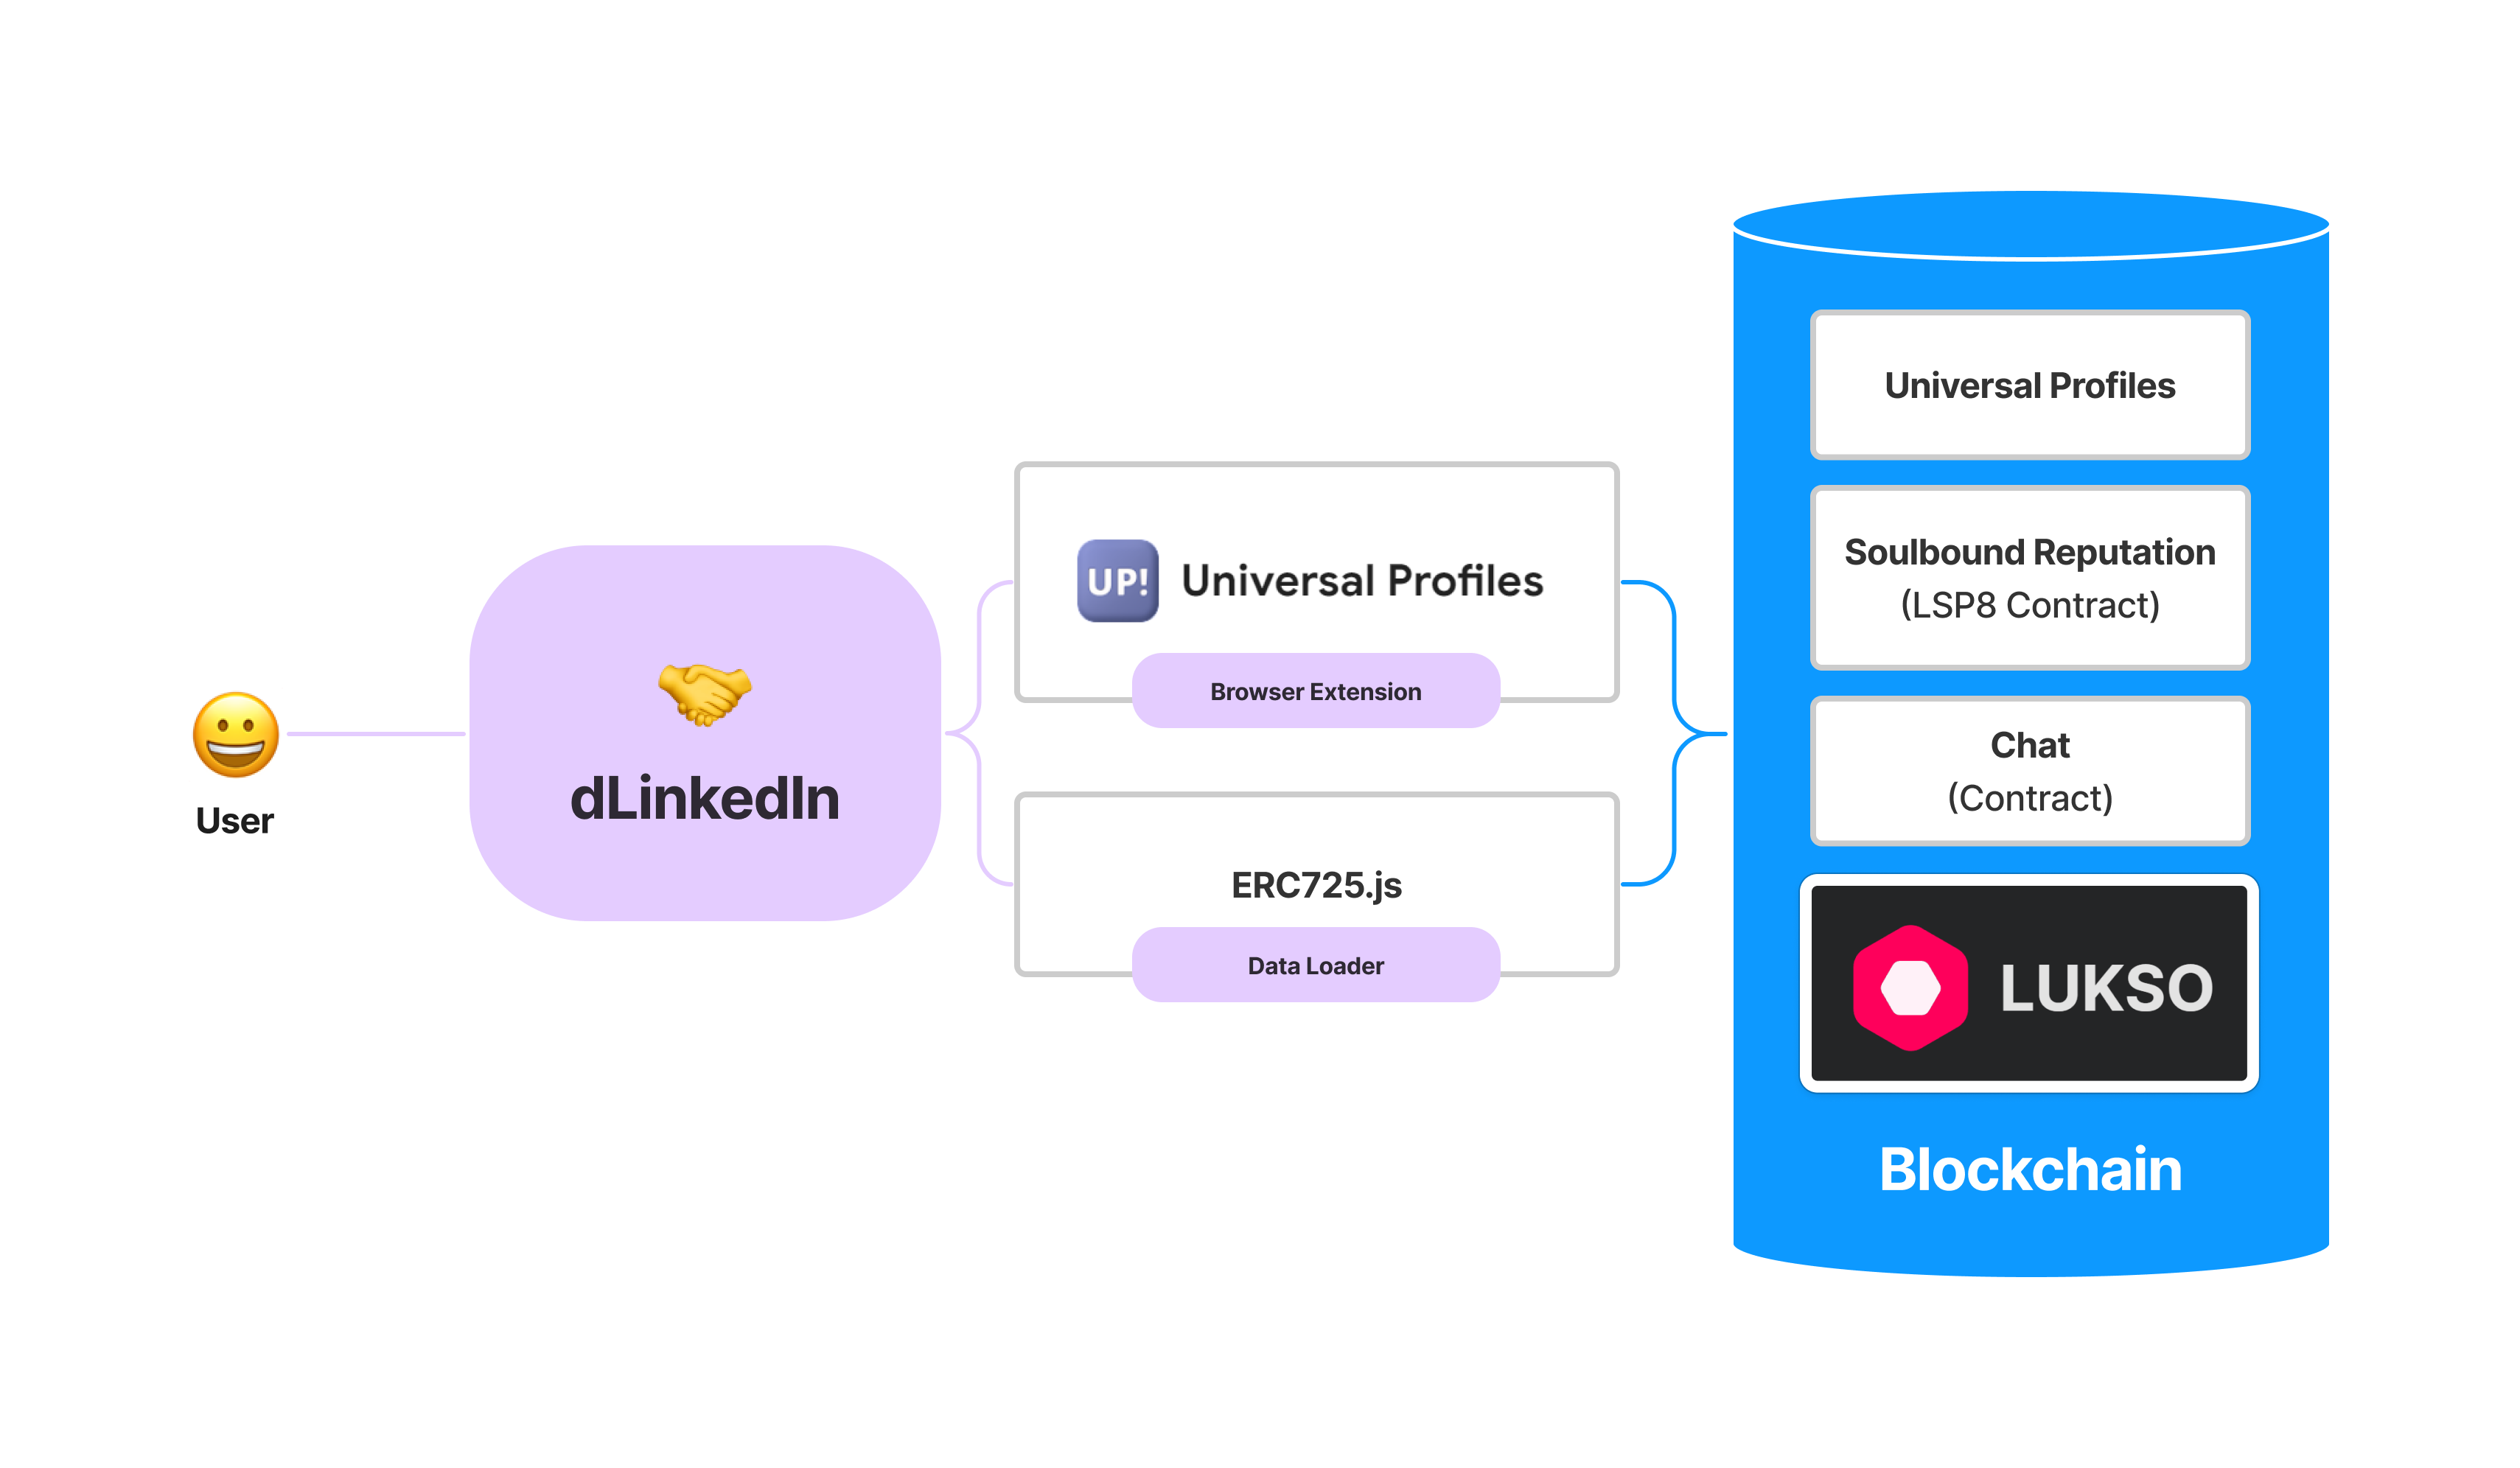 User
dLinkedIn
UP! Universal Profiles
Browser Extension
ERC725.js
Data Loader
Universal Profiles
Soulbound Reputation
(LSP8 Contract)
Chat
(Contract)
LUKSO
Blockchain